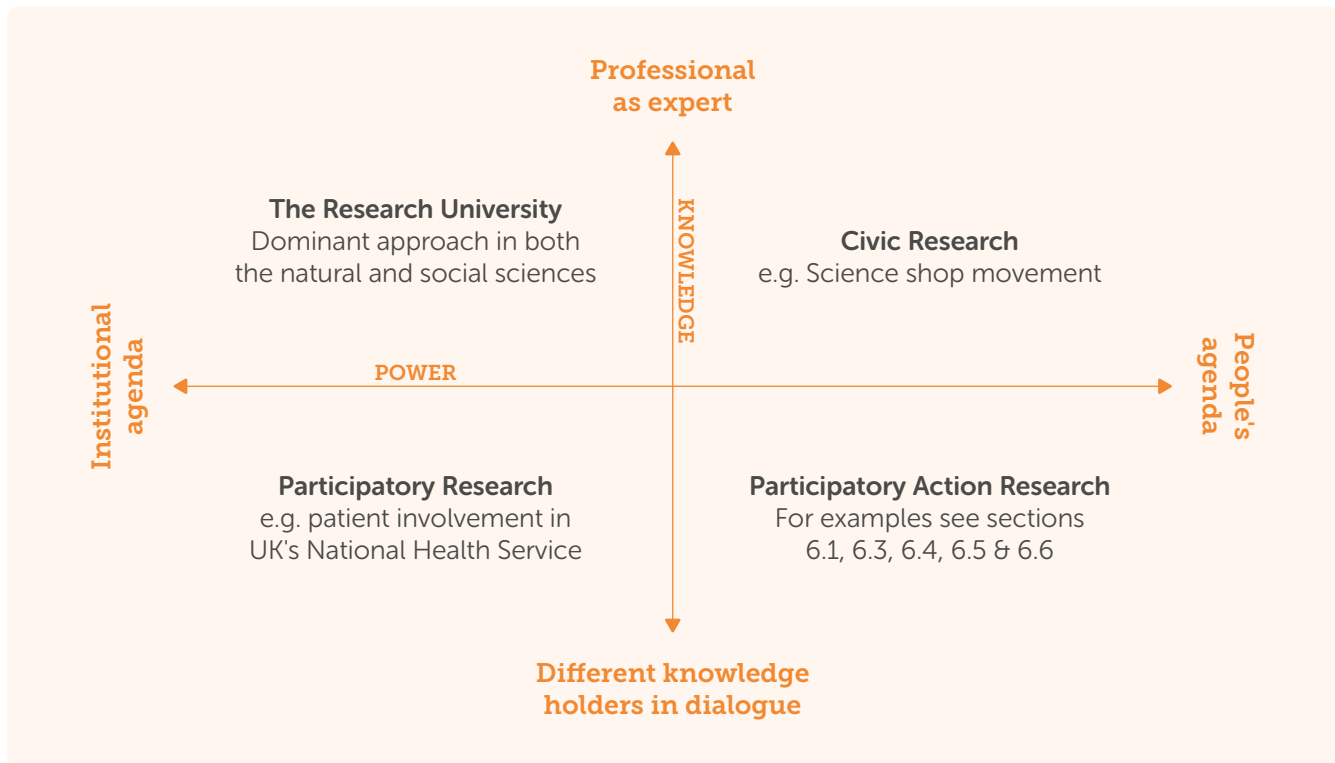 Professional
as expert
KNOWLEDGE
The Research University
Dominant approach in both
the natural and social sciences
Civic Research
e.g. Science shop movement
Institutional
agenda
POWER
People's
agenda
Participatory Research
e.g. patient involvement in
UK's National Health Service
Participatory Action Research
For examples see sections
6.1, 6.3, 6.4, 6.5 & 6.6
Different knowledge
holders in dialogue